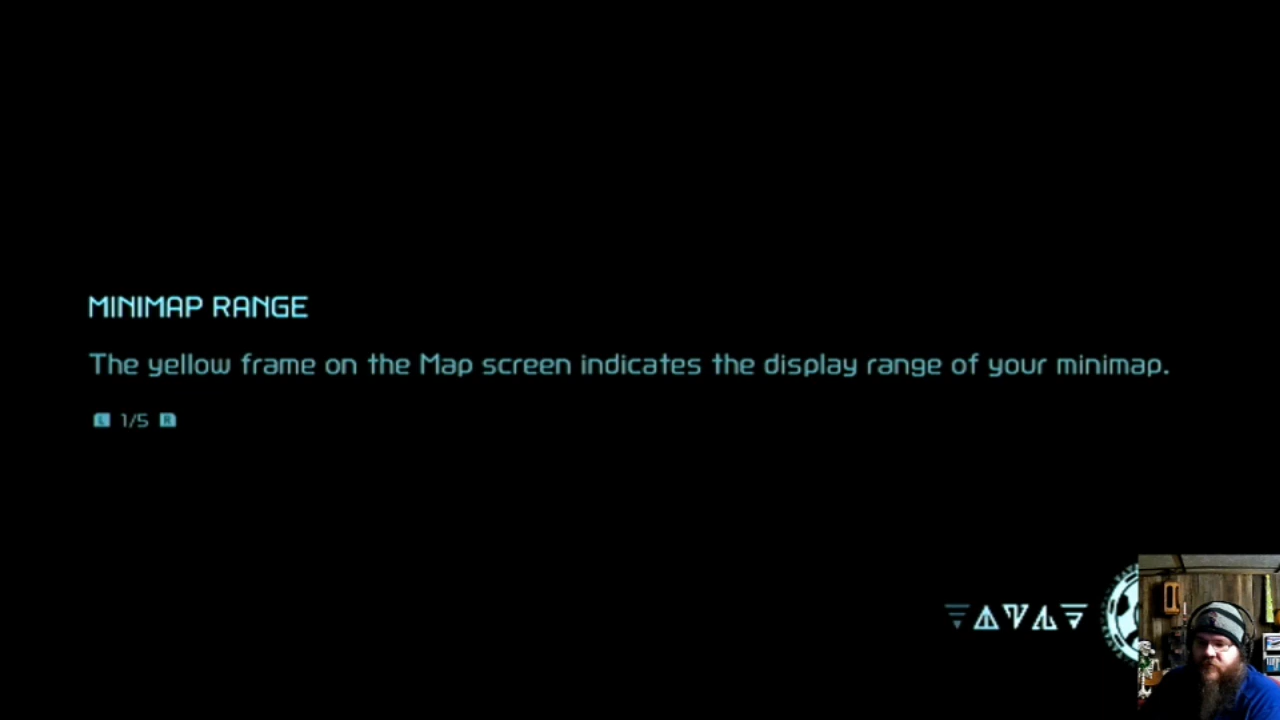 MINIMAP RANGE
The yellow frame on the Map screen indicates the display range of your minimap.
L 1/5 R